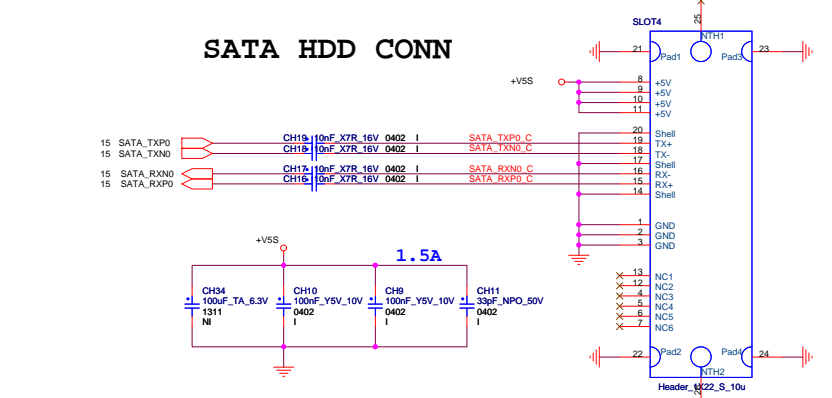 SATA HDD CONN
SLOT4
25
NTH1
21 Pad1 Pad3 23
+V5S
8 +5V
9 +5V
10 +5V
11 +5V
20 Shell
15 SATA_TXP0 CH19 10nF_X7R_16V 0402 I SATA_TXP0_C 19 TX+
15 SATA_TXN0 CH18 10nF_X7R_16V 0402 I SATA_TXN0_C 18 TX-
17 Shell
15 SATA_RXN0 CH17 10nF_X7R_16V 0402 I SATA_RXN0_C 16 RX-
15 SATA_RXP0 CH16 10nF_X7R_16V 0402 I SATA_RXP0_C 15 RX+
14 Shell
1 GND
2 GND
3 GND
+V5S
1.5A
13 NC1
12 NC2
4 NC3
5 NC4
6 NC5
7 NC6
CH34 CH10 CH9 CH11
100uF_TA_6.3V 100nF_Y5V_10V 100nF_Y5V_10V 33pF_NPO_50V
1311 0402 0402 0402
NI I I I
22 Pad2 Pad4 24
NTH2